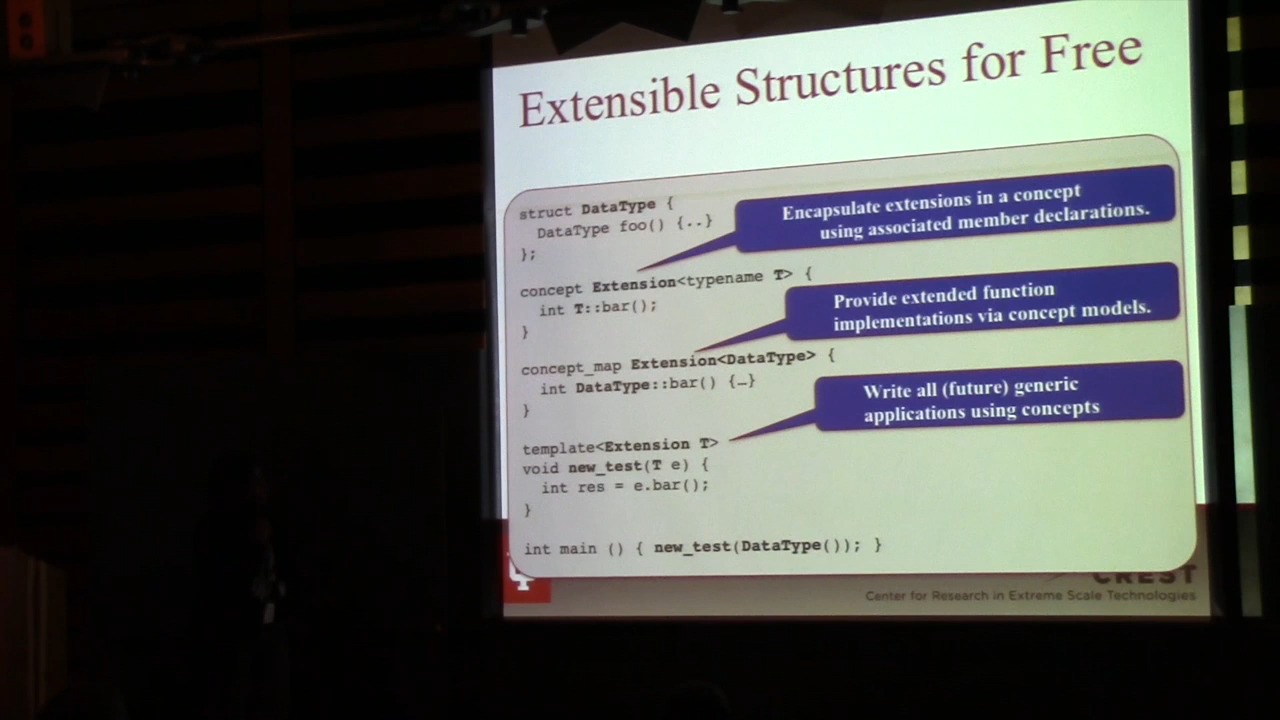 Extensible Structures for Free
struct DataType {
DataType foo() {..}
};
Encapsulate extensions in a concept
using associated member declarations.
concept Extension<typename T> {
int T::bar();
}
Provide extended function
implementations via concept models.
concept_map Extension<DataType> {
int DataType::bar() {…}
}
Write all (future) generic
applications using concepts
template<Extension T>
void new_test(T e) {
int res = e.bar();
}
int main () { new_test(DataType()); }
CREST
Center for Research in Extreme Scale Technologies